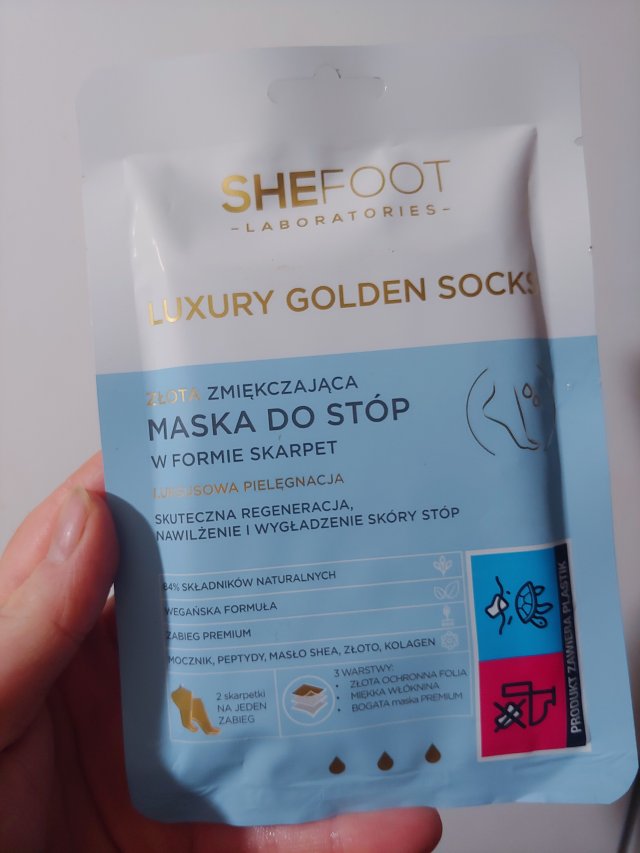 SHEFOOT
-LABORATORIES-
LUXURY GOLDEN SOCKS
ZŁOTA ZMIĘKCZAJĄCA
MASKA DO STÓP
W FORMIE SKARPET
LUKSUSOWA PIELĘGNACJA
SKUTECZNA REGENERACJA,
NAWILŻENIE I WYGŁADZENIE SKÓRY STÓP
84% SKŁADNIKÓW NATURALNYCH
WEGAŃSKA FORMUŁA
ZABIEG PREMIUM
MOCZNIK, PEPTYDY, MASŁO SHEA, ZŁOTO, KOLAGEN
2 skarpetki
NA JEDEN
ZABIEG
3 WARSTWY:
• ZŁOTA OCHRONNA FOLIA
• MIĘKKA WŁÓKNINA
• BOGATA maska PREMIUM
PRODUKT ZAWIERA PLASTIK